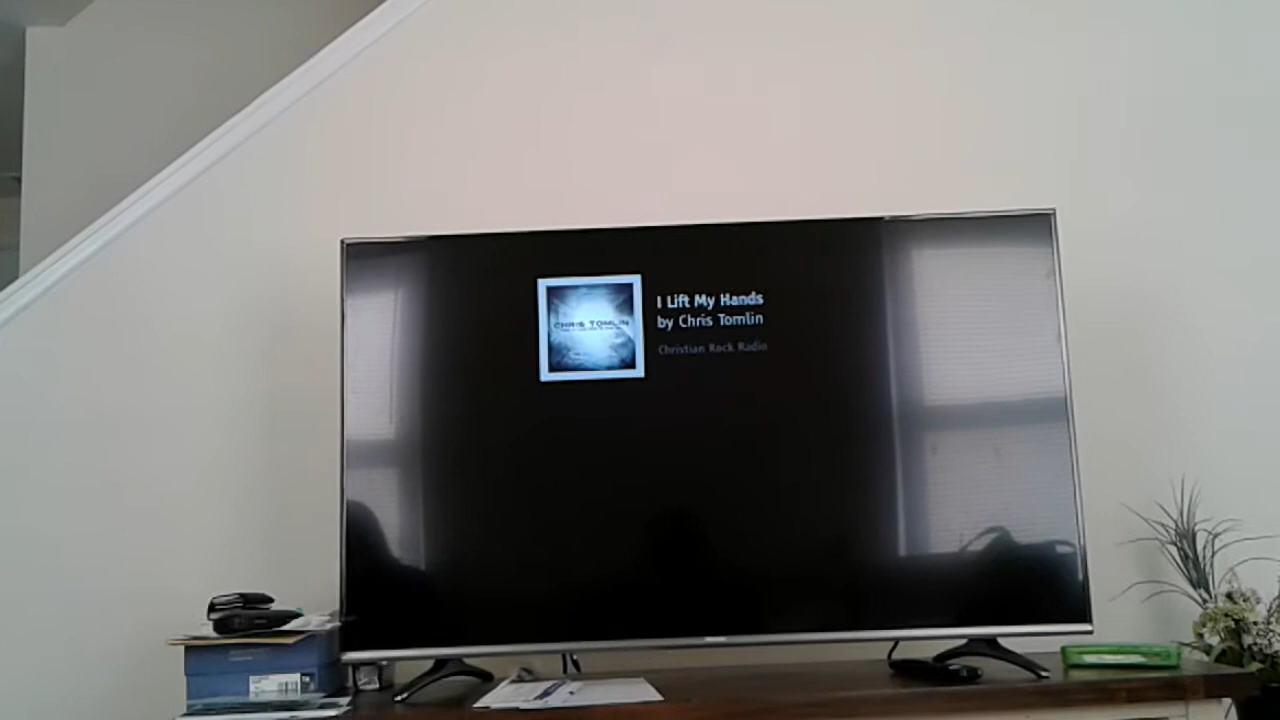 CHRIS TOMLIN
I Lift My Hands
by Chris Tomlin
Christian Rock Radio